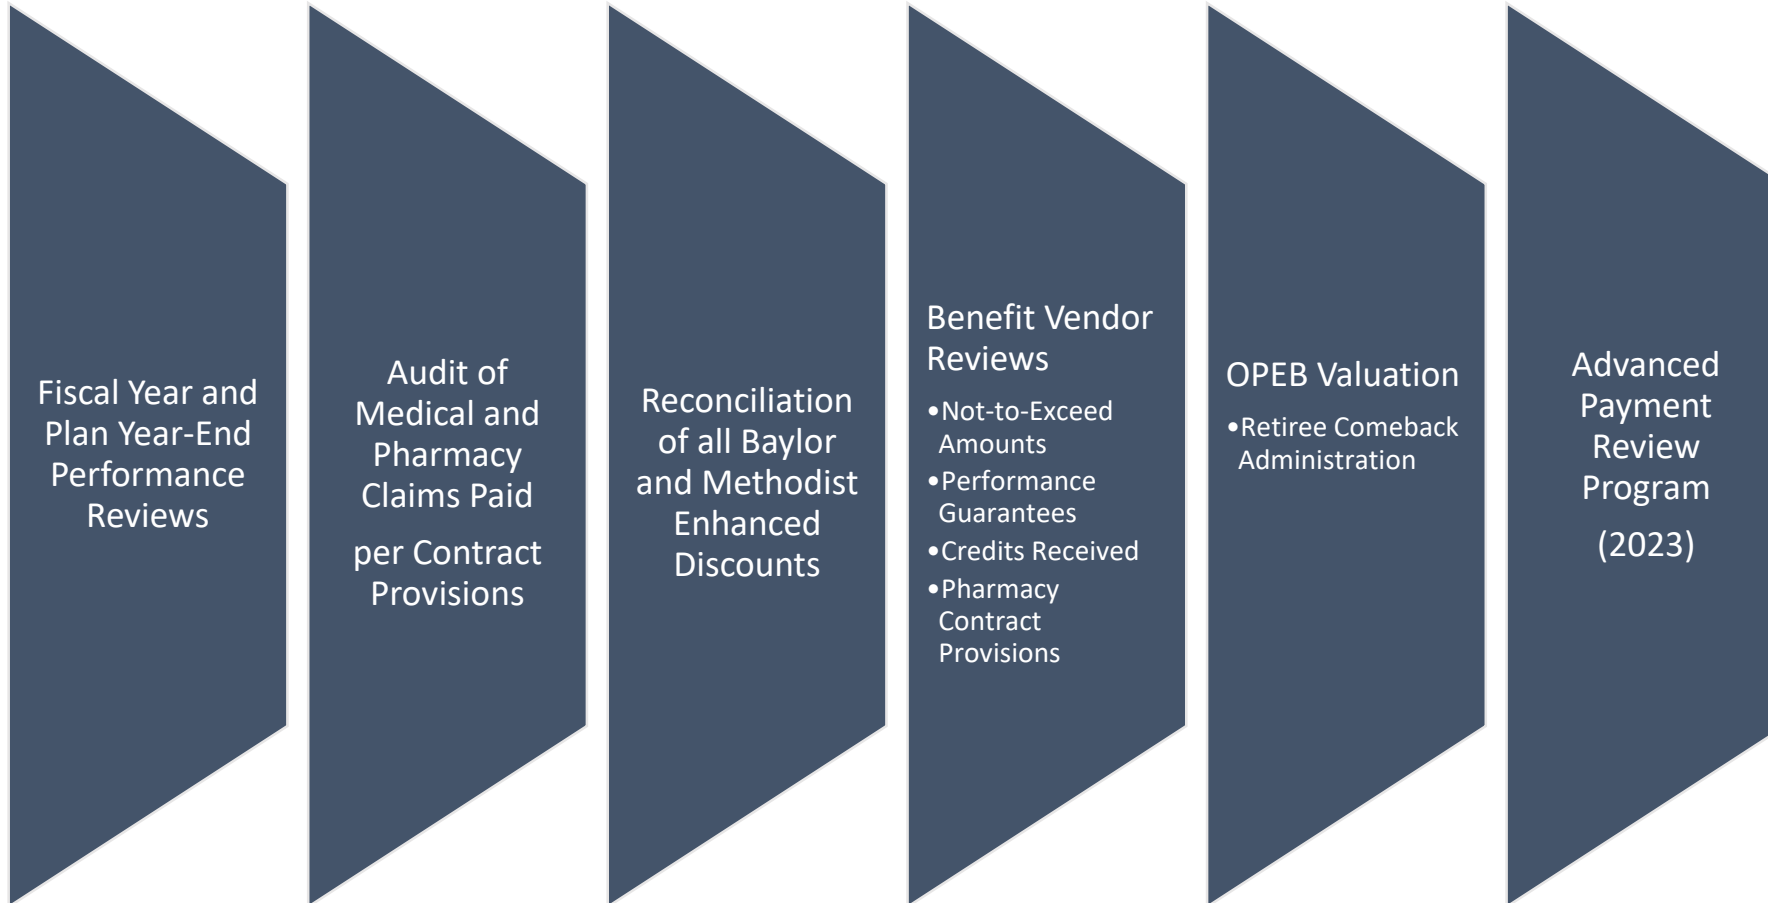 Fiscal Year and
Plan Year-End
Performance
Reviews
Audit of
Medical and
Pharmacy
Claims Paid
per Contract
Provisions
Reconciliation
of all Baylor
and Methodist
Enhanced
Discounts
Benefit Vendor
Reviews
•Not-to-Exceed
Amounts
•Performance
Guarantees
•Credits Received
•Pharmacy
Contract
Provisions
OPEB Valuation
•Retiree Comeback
Administration
Advanced
Payment
Review
Program
(2023)